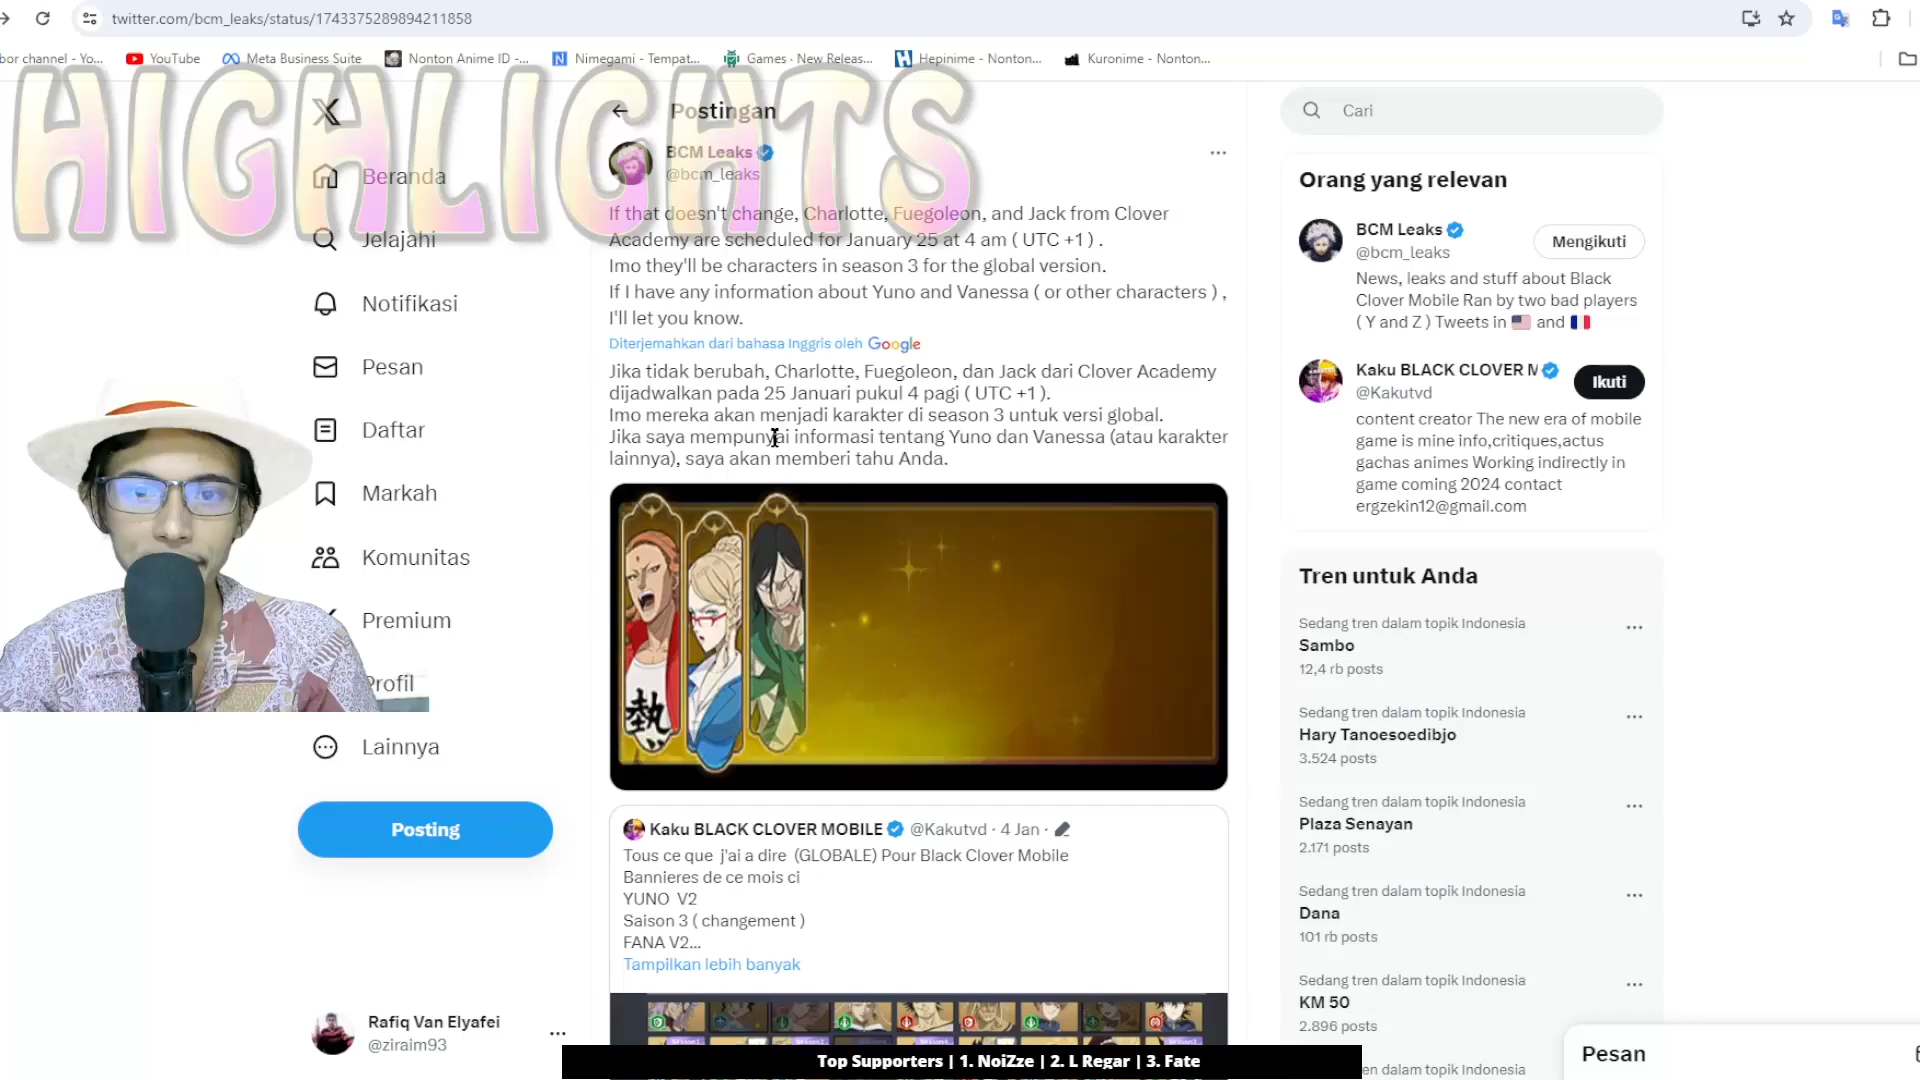 twitter.com/bcm_leaks/status/1743375289894211858
bor channel - Yo...
YouTube
Meta Business Suite
Nonton Anime ID -...
Nimegami - Tempat...
Games · New Releas...
Hepinime - Nonton...
Kuronime - Nonton...
HIGHLIGHTS
Beranda
Jelajahi
Notifikasi
Pesan
Daftar
Markah
Komunitas
Premium
Profil
Lainnya
Posting
Rafiq Van Elyafei
@ziraim93
Postingan
BCM Leaks
@bcm_leaks
If that doesn't change, Charlotte, Fuegoleon, and Jack from Clover
Academy are scheduled for January 25 at 4 am ( UTC +1 ) .
Imo they'll be characters in season 3 for the global version.
If I have any information about Yuno and Vanessa ( or other characters ) ,
I'll let you know.
Diterjemahkan dari bahasa Inggris oleh Google
Jika tidak berubah, Charlotte, Fuegoleon, dan Jack dari Clover Academy
dijadwalkan pada 25 Januari pukul 4 pagi ( UTC +1 ).
Imo mereka akan menjadi karakter di season 3 untuk versi global.
Jika saya mempunyai informasi tentang Yuno dan Vanessa (atau karakter
lainnya), saya akan memberi tahu Anda.
熱
Kaku BLACK CLOVER MOBILE @Kakutvd · 4 Jan ·
Tous ce que j'ai a dire (GLOBALE) Pour Black Clover Mobile
Bannieres de ce mois ci
YUNO V2
Saison 3 ( changement )
FANA V2...
Tampilkan lebih banyak
Cari
Orang yang relevan
BCM Leaks
@bcm_leaks
Mengikuti
News, leaks and stuff about Black
Clover Mobile Ran by two bad players
( Y and Z ) Tweets in 🇺🇸 and 🇫🇷
Kaku BLACK CLOVER M
@Kakutvd
Ikuti
content creator The new era of mobile
game is mine info,critiques,actus
gachas animes Working indirectly in
game coming 2024 contact
ergzekin12@gmail.com
Tren untuk Anda
Sedang tren dalam topik Indonesia
Sambo
12,4 rb posts
Sedang tren dalam topik Indonesia
Hary Tanoesoedibjo
3.524 posts
Sedang tren dalam topik Indonesia
Plaza Senayan
2.171 posts
Sedang tren dalam topik Indonesia
Dana
101 rb posts
Sedang tren dalam topik Indonesia
KM 50
2.896 posts
Sedang tren dalam topik Indonesia
Pesan
Top Supporters | 1. NoiZze | 2. L Regar | 3. Fate